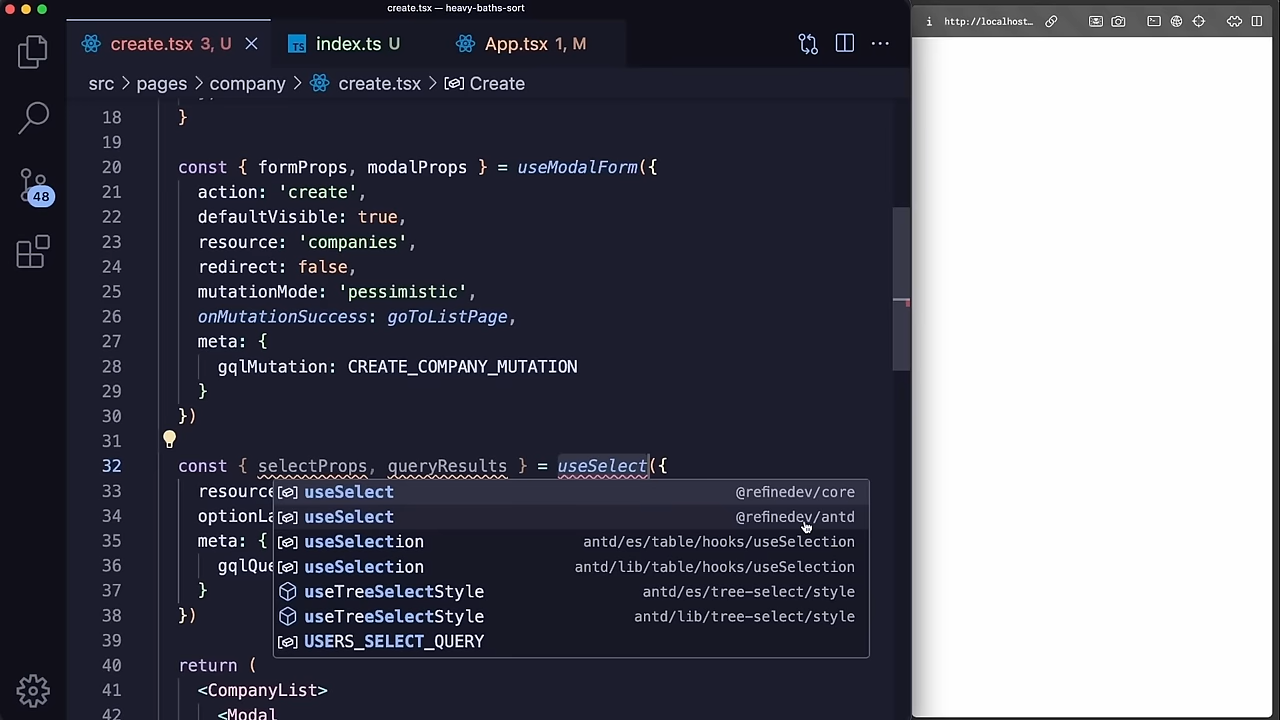 create.tsx — heavy-baths-sort
create.tsx 3, U
index.ts U
App.tsx 1, M
http://localhost…
src > pages > company > create.tsx > Create
18 }
19
20 const { formProps, modalProps } = useModalForm({
21 action: 'create',
22 defaultVisible: true,
23 resource: 'companies',
24 redirect: false,
25 mutationMode: 'pessimistic',
26 onMutationSuccess: goToListPage,
27 meta: {
28 gqlMutation: CREATE_COMPANY_MUTATION
29 }
30 })
31
32 const { selectProps, queryResults } = useSelect({
33 resource
useSelect @refinedev/core
34 optionLa
useSelect @refinedev/antd
35 meta: {
useSelection antd/es/table/hooks/useSelection
36 gqlQue
useSelection antd/lib/table/hooks/useSelection
37 }
useTreeSelectStyle antd/es/tree-select/style
38 })
useTreeSelectStyle antd/lib/tree-select/style
39
USERS_SELECT_QUERY
40 return (
41 <CompanyList>
42 <Modal
48